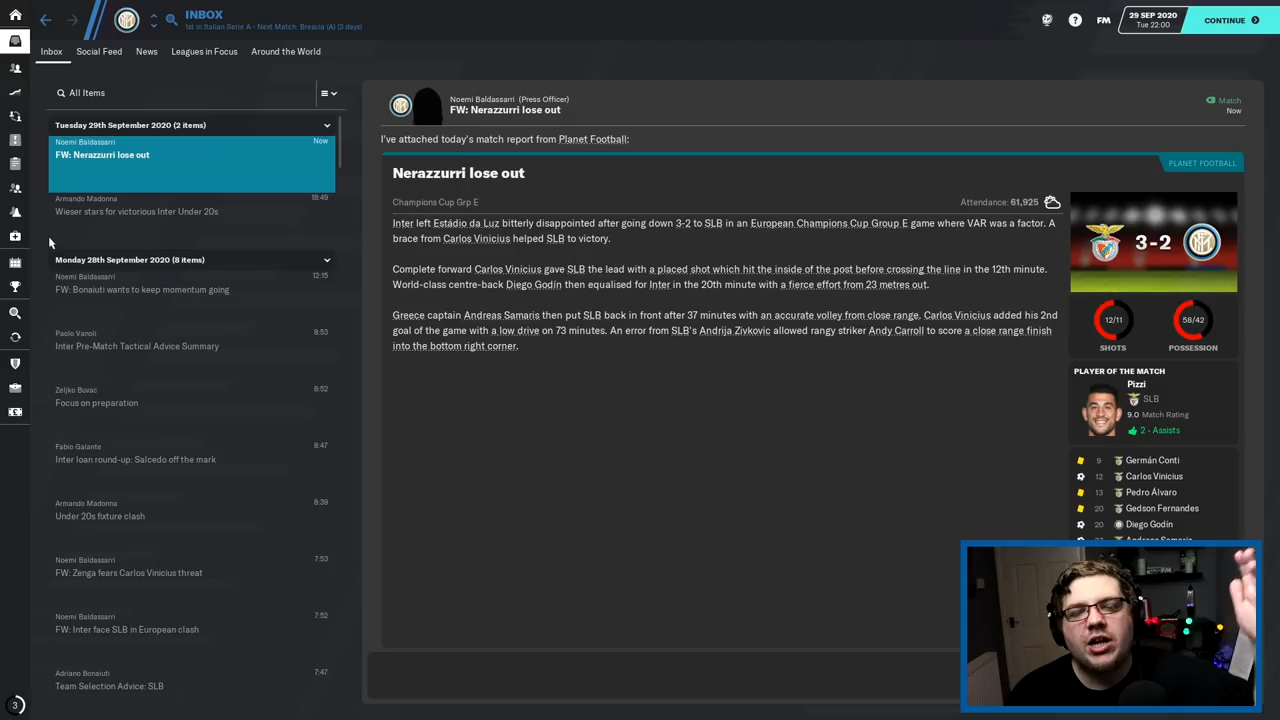 INBOX
1st in Italian Serie A - Next Match: Brescia (A) (3 days)
FM
29 SEP 2020
Tue 22:00
CONTINUE
Inbox
Social Feed
News
Leagues in Focus
Around the World
All Items
Tuesday 29th September 2020 (2 items)
Noemi Baldassarri
Now
FW: Nerazzurri lose out
Armando Madonna
18:49
Wieser stars for victorious Inter Under 20s
Monday 28th September 2020 (8 items)
Noemi Baldassarri
12:15
FW: Bonaiuti wants to keep momentum going
Paolo Vanoli
8:53
Inter Pre-Match Tactical Advice Summary
Zeljko Buvac
8:52
Focus on preparation
Fabio Galante
8:47
Inter loan round-up: Salcedo off the mark
Armando Madonna
8:39
Under 20s fixture clash
Noemi Baldassarri
7:53
FW: Zenga fears Carlos Vinicius threat
Noemi Baldassarri
7:52
FW: Inter face SLB in European clash
Adriano Bonaiuti
7:47
Team Selection Advice: SLB
3
Noemi Baldassarri (Press Officer)
FW: Nerazzurri lose out
Match
Now
I've attached today's match report from Planet Football:
PLANET FOOTBALL
Nerazzurri lose out
Champions Cup Grp E
Attendance: 61,925
Inter left Estádio da Luz bitterly disappointed after going down 3-2 to SLB in an European Champions Cup Group E game where VAR was a factor. A
brace from Carlos Vinicius helped SLB to victory.
Complete forward Carlos Vinicius gave SLB the lead with a placed shot which hit the inside of the post before crossing the line in the 12th minute.
World-class centre-back Diego Godín then equalised for Inter in the 20th minute with a fierce effort from 23 metres out.
Greece captain Andreas Samaris then put SLB back in front after 37 minutes with an accurate volley from close range. Carlos Vinicius added his 2nd
goal of the game with a low drive on 73 minutes. An error from SLB's Andrija Zivkovic allowed rangy striker Andy Carroll to score a close range finish
into the bottom right corner.
3-2
12/11
SHOTS
58/42
POSSESSION
PLAYER OF THE MATCH
Pizzi
SLB
9.0 Match Rating
2 - Assists
9 Germán Conti
12 Carlos Vinicius
13 Pedro Álvaro
20 Gedson Fernandes
20 Diego Godín